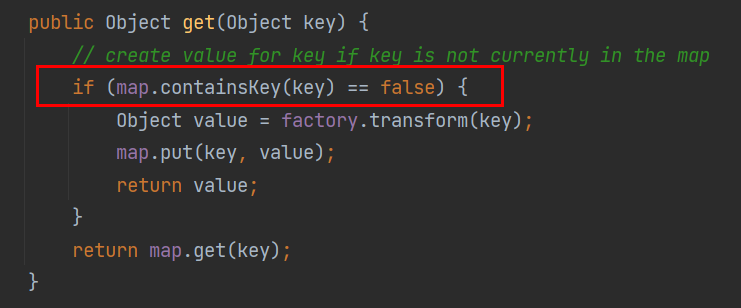 public Object get(Object key) {
// create value for key if key is not currently in the map
if (map.containsKey(key) == false) {
Object value = factory.transform(key);
map.put(key, value);
return value;
}
return map.get(key);
}